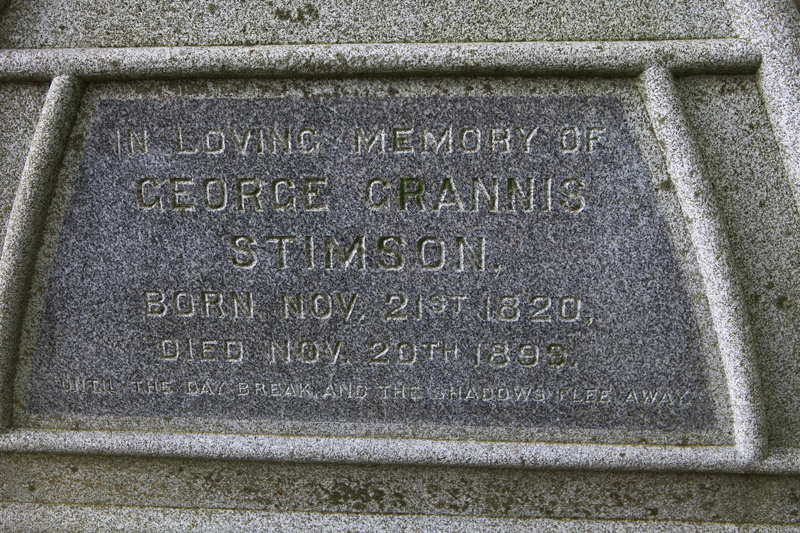 IN LOVING MEMORY OF
GEORGE GRANNIS
STIMSON.
BORN NOV. 21ST 1820,
DIED NOV. 20TH 1893.
UNTIL THE DAY BREAK, AND THE SHADOWS FLEE AWAY.